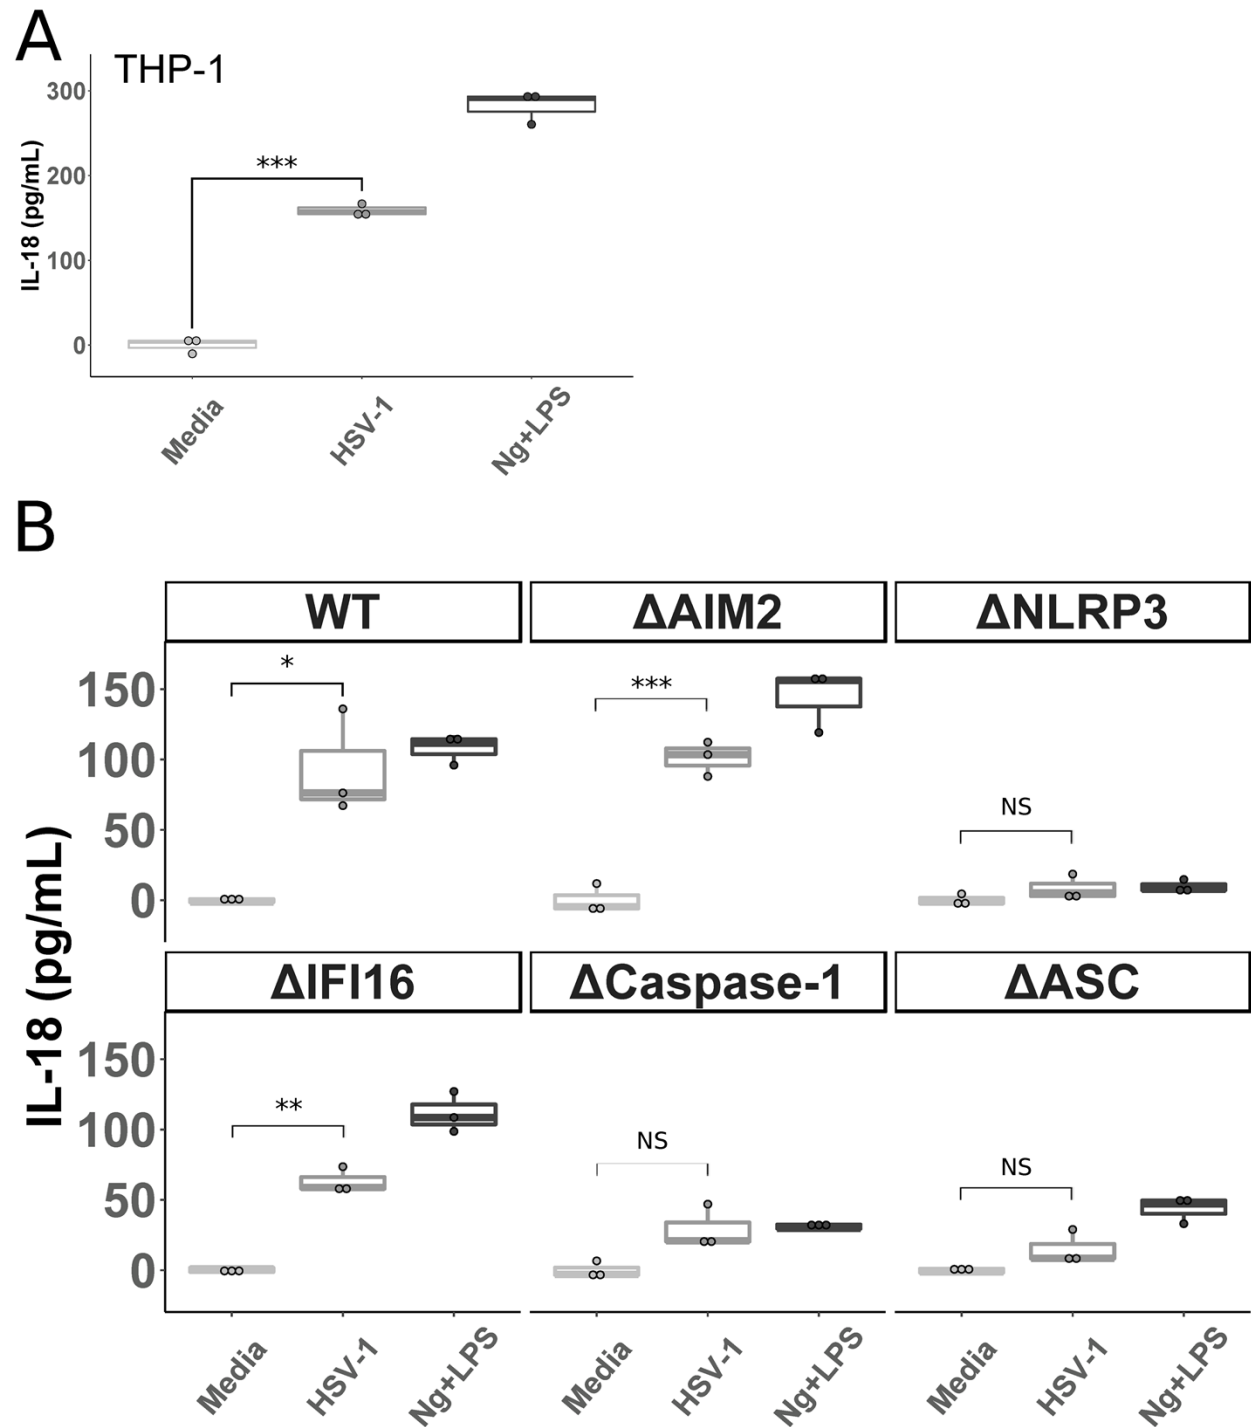 A
THP-1
IL-18 (pg/mL)
300
200
100
0
***
Media
HSV-1
Ng+LPS
B
IL-18 (pg/mL)
WT
ΔAIM2
ΔNLRP3
150
100
50
0
*
***
NS
ΔIFI16
ΔCaspase-1
ΔASC
150
100
50
0
**
NS
NS
Media
HSV-1
Ng+LPS
Media
HSV-1
Ng+LPS
Media
HSV-1
Ng+LPS